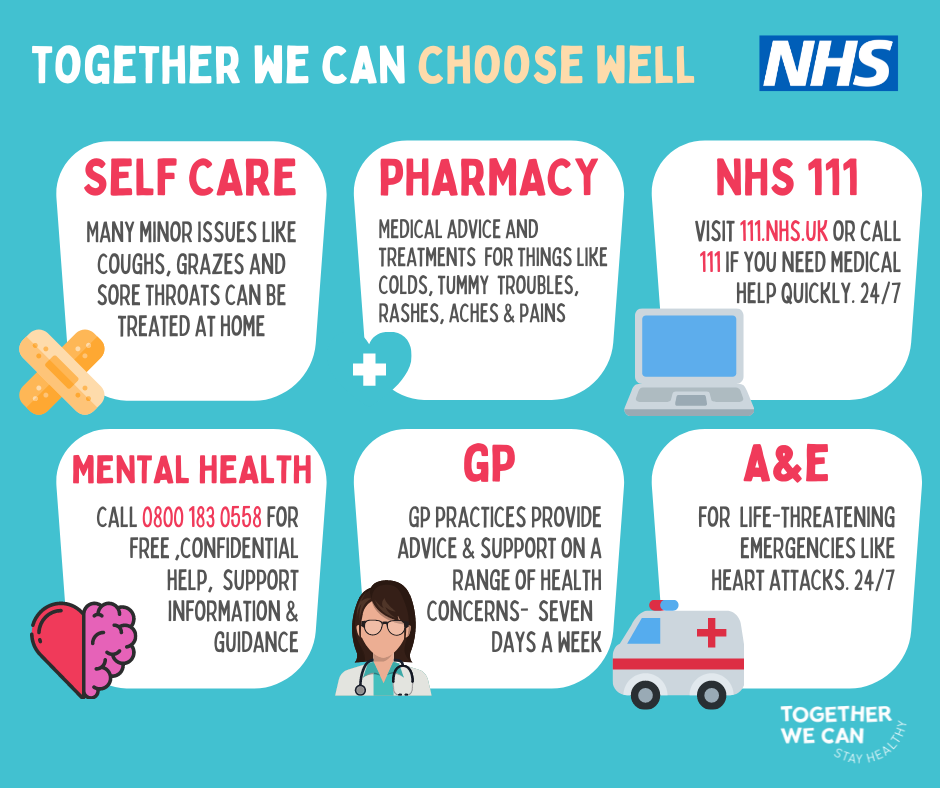 TOGETHER WE CAN CHOOSE WELL
NHS
SELF CARE
MANY MINOR ISSUES LIKE
COUGHS, GRAZES AND
SORE THROATS CAN BE
TREATED AT HOME
PHARMACY
MEDICAL ADVICE AND
TREATMENTS FOR THINGS LIKE
COLDS, TUMMY TROUBLES,
RASHES, ACHES & PAINS
NHS 111
VISIT 111.NHS.UK OR CALL
111 IF YOU NEED MEDICAL
HELP QUICKLY. 24/7
MENTAL HEALTH
CALL 0800 183 0558 FOR
FREE ,CONFIDENTIAL
HELP, SUPPORT
INFORMATION &
GUIDANCE
GP
GP PRACTICES PROVIDE
ADVICE & SUPPORT ON A
RANGE OF HEALTH
CONCERNS- SEVEN
DAYS A WEEK
A&E
FOR LIFE-THREATENING
EMERGENCIES LIKE
HEART ATTACKS. 24/7
TOGETHER
WE CAN
STAY HEALTHY